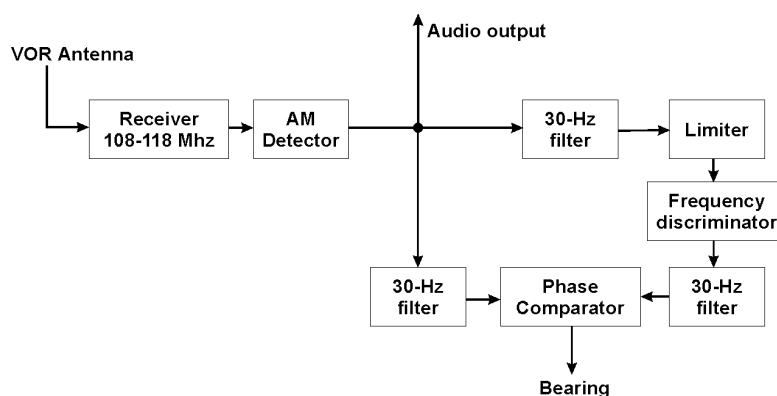 VOR Antenna
Audio output
Receiver
108-118 Mhz
AM
Detector
30-Hz
filter
Limiter
Frequency
discriminator
30-Hz
filter
Phase
Comparator
30-Hz
filter
Bearing